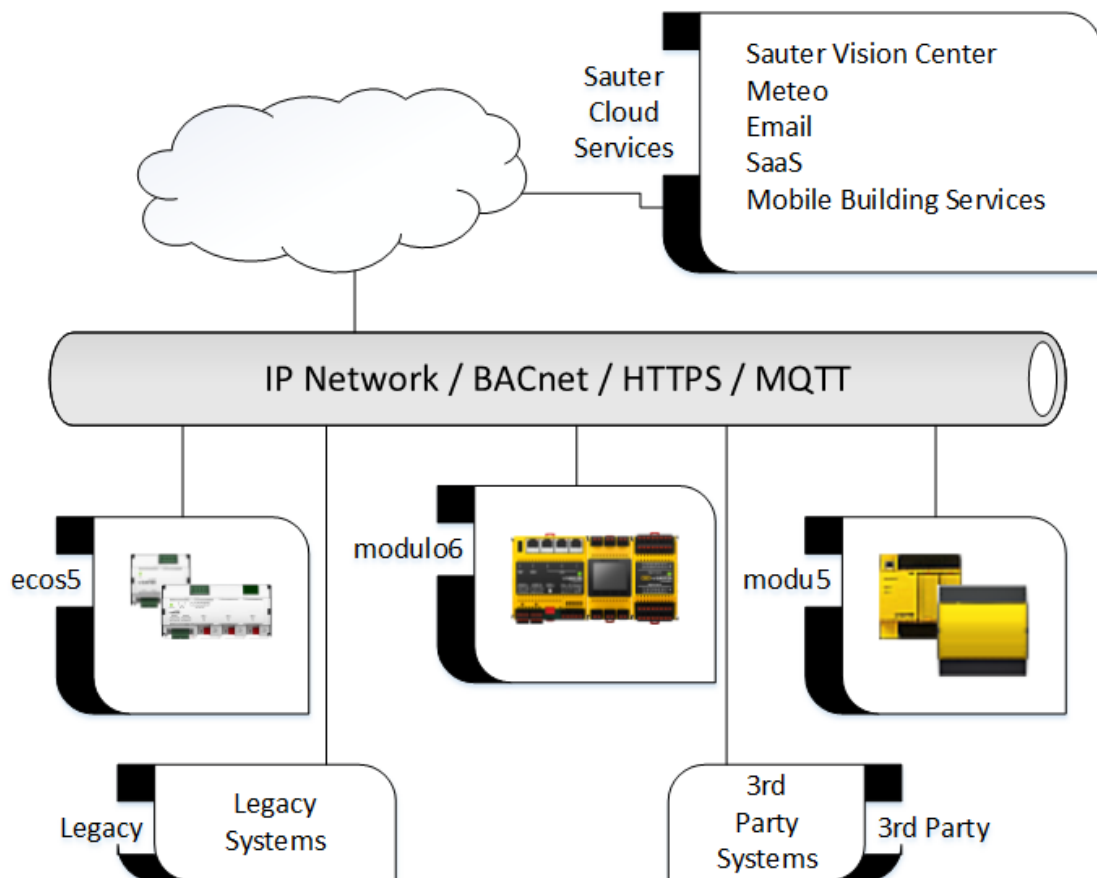 Sauter
Cloud
Services
Sauter Vision Center
Meteo
Email
SaaS
Mobile Building Services
IP Network / BACnet / HTTPS / MQTT
ecos5
modulo6
modu5
Legacy
Legacy
Systems
3rd
Party
Systems
3rd Party